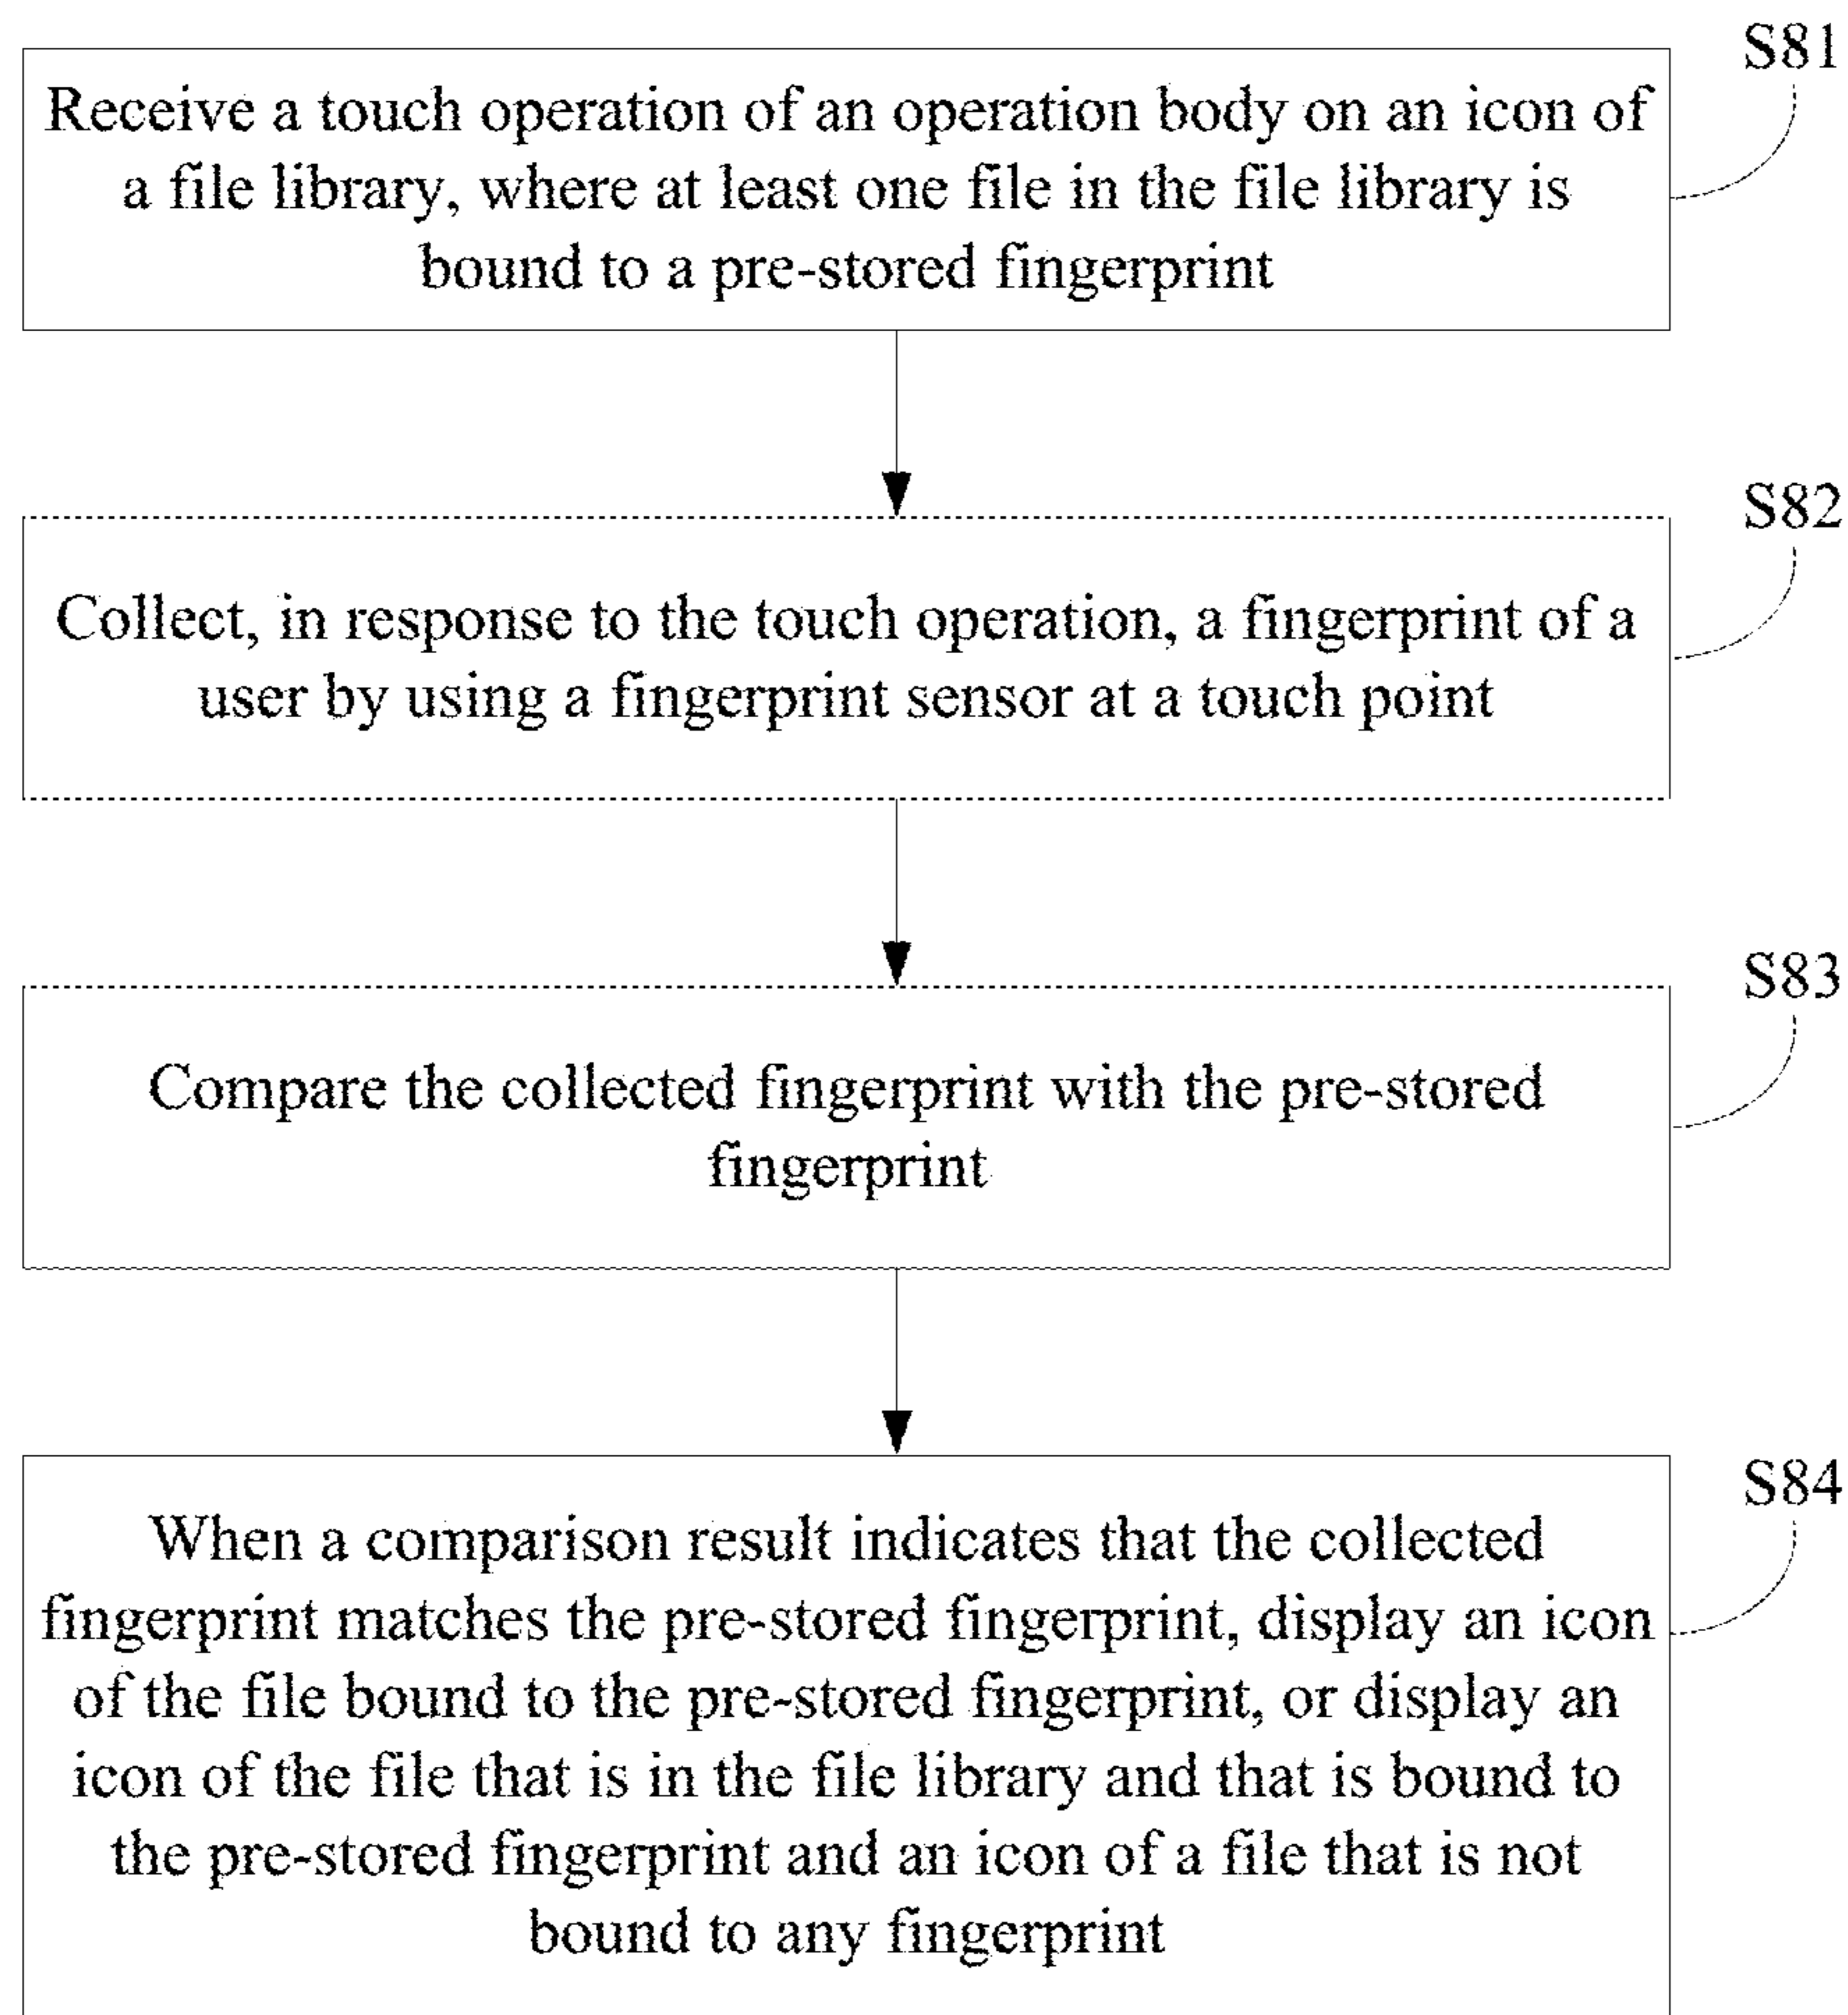 S81
Receive a touch operation of an operation body on an icon of
a file library, where at least one file in the file library is
bound to a pre-stored fingerprint
S82
Collect, in response to the touch operation, a fingerprint of a
user by using a fingerprint sensor at a touch point
S83
Compare the collected fingerprint with the pre-stored
fingerprint
S84
When a comparison result indicates that the collected
fingerprint matches the pre-stored fingerprint, display an icon
of the file bound to the pre-stored fingerprint, or display an
icon of the file that is in the file library and that is bound to
the pre-stored fingerprint and an icon of a file that is not
bound to any fingerprint